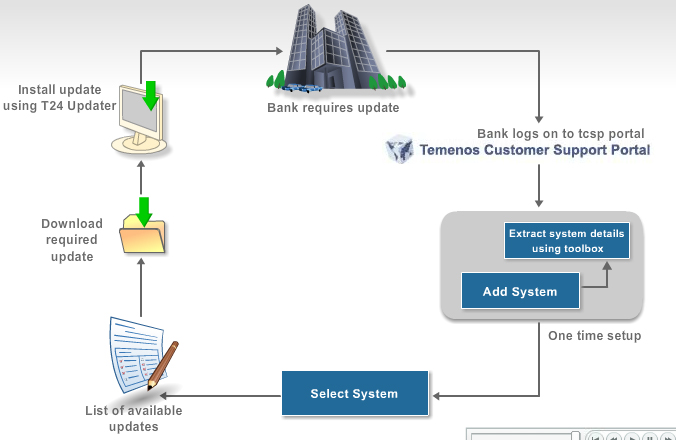 Bank requires update
Bank logs on to tcsp portal
Temenos Customer Support Portal
Extract system details
using toolbox
Add System
One time setup
Select System
List of available
updates
Download
required
update
Install update
using T24 Updater